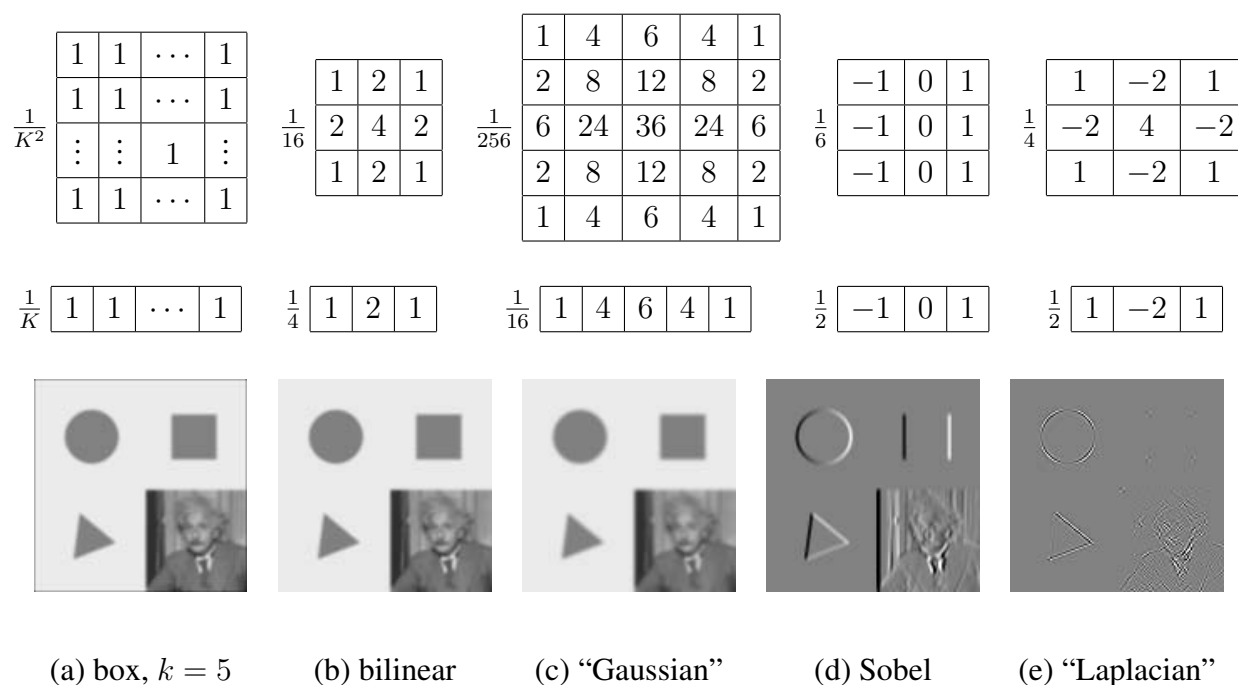 1/K² 1 1 ⋯ 1
1 1 ⋯ 1
⋮ ⋮ 1 ⋮
1 1 ⋯ 1
1/16 1 2 1
2 4 2
1 2 1
1/256 1 4 6 4 1
2 8 12 8 2
6 24 36 24 6
2 8 12 8 2
1 4 6 4 1
1/6 −1 0 1
−1 0 1
−1 0 1
1/4 1 −2 1
−2 4 −2
1 −2 1
1/K 1 1 ⋯ 1
1/4 1 2 1
1/16 1 4 6 4 1
1/2 −1 0 1
1/2 1 −2 1
(a) box, k = 5
(b) bilinear
(c) “Gaussian”
(d) Sobel
(e) “Laplacian”